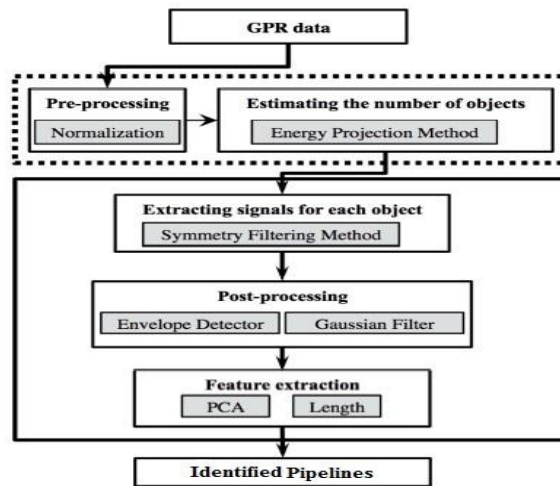 GPR data
Pre-processing
Normalization
Estimating the number of objects
Energy Projection Method
Extracting signals for each object
Symmetry Filtering Method
Post-processing
Envelope Detector
Gaussian Filter
Feature extraction
PCA
Length
Identified Pipelines